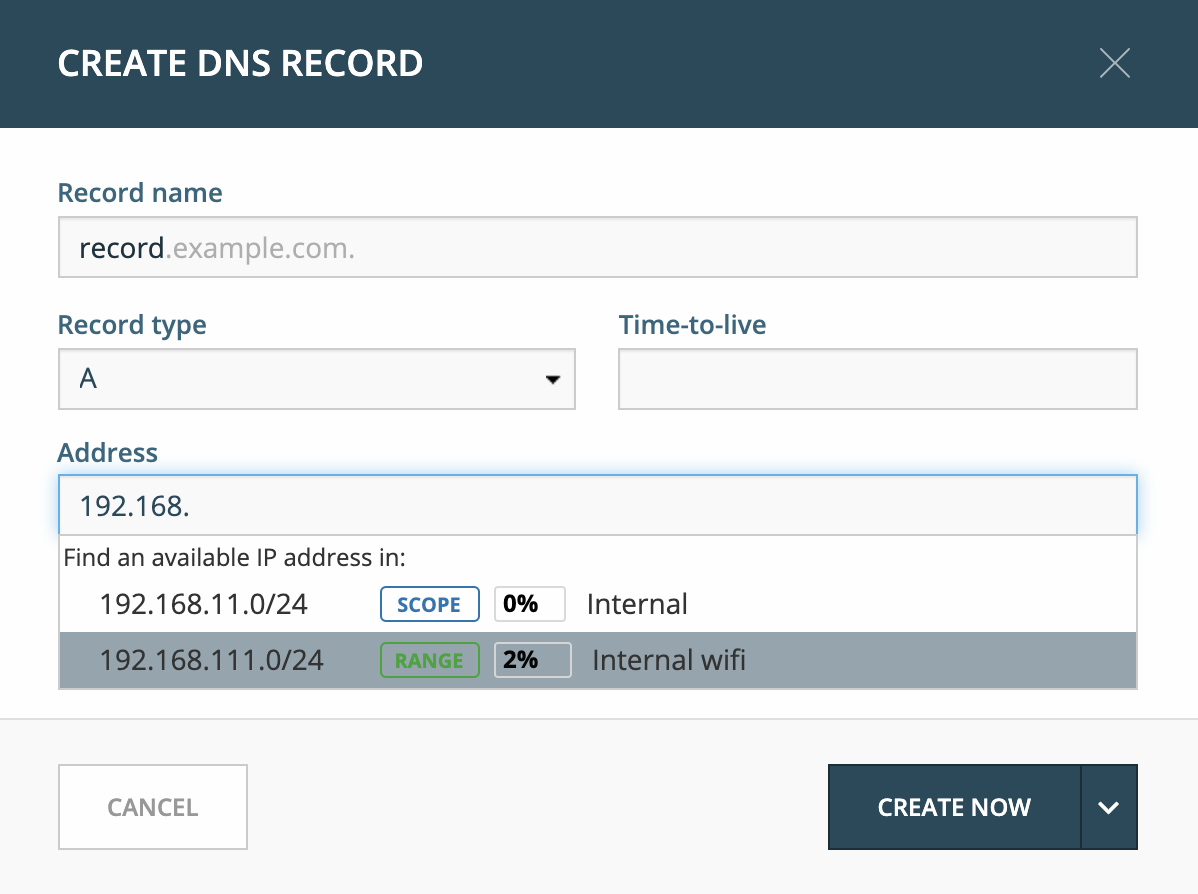 CREATE DNS RECORD
Record name
record.example.com.
Record type
Time-to-live
A
Address
192.168.
Find an available IP address in:
192.168.11.0/24 SCOPE 0% Internal
192.168.111.0/24 RANGE 2% Internal wifi
CANCEL
CREATE NOW